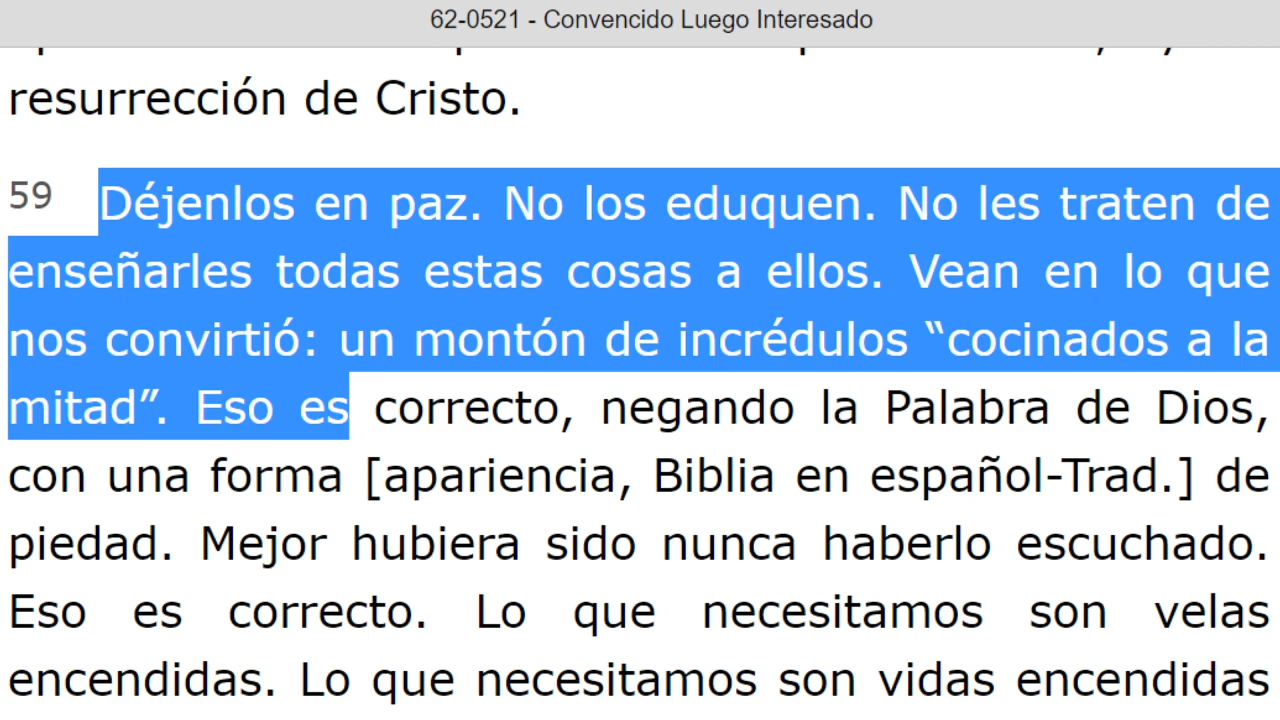 62-0521 - Convencido Luego Interesado
resurrección de Cristo.
59 Déjenlos en paz. No los eduquen. No les traten de
enseñarles todas estas cosas a ellos. Vean en lo que
nos convirtió: un montón de incrédulos “cocinados a la
mitad”. Eso es correcto, negando la Palabra de Dios,
con una forma [apariencia, Biblia en español-Trad.] de
piedad. Mejor hubiera sido nunca haberlo escuchado.
Eso es correcto. Lo que necesitamos son velas
encendidas. Lo que necesitamos son vidas encendidas